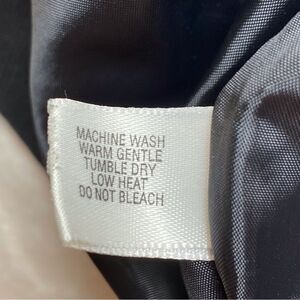 MACHINE WASH
WARM GENTLE
TUMBLE DRY
LOW HEAT
DO NOT BLEACH